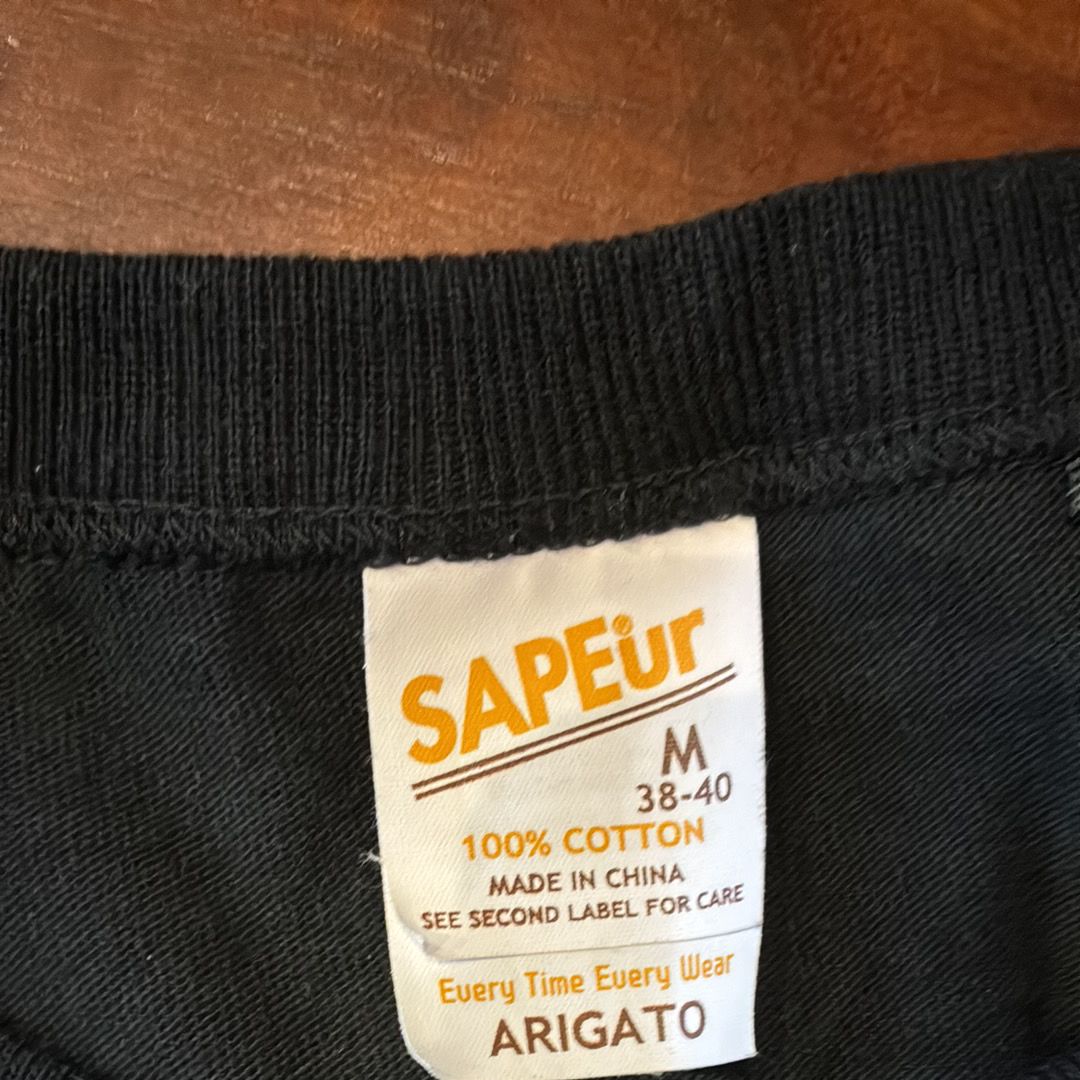 SAPEur
M
38-40
100% COTTON
MADE IN CHINA
SEE SECOND LABEL FOR CARE
Every Time Every Wear
ARIGATO